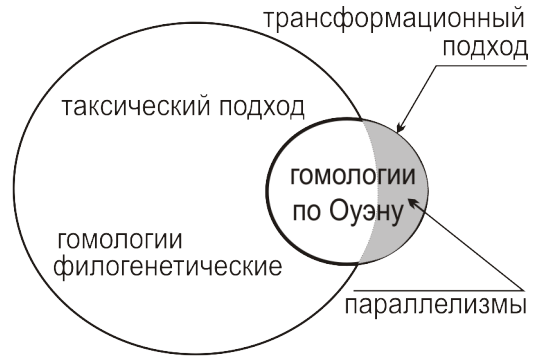 трансформационный
подход
таксический подход
гомологии
по Оуэну
гомологии
филогенетические
параллелизмы